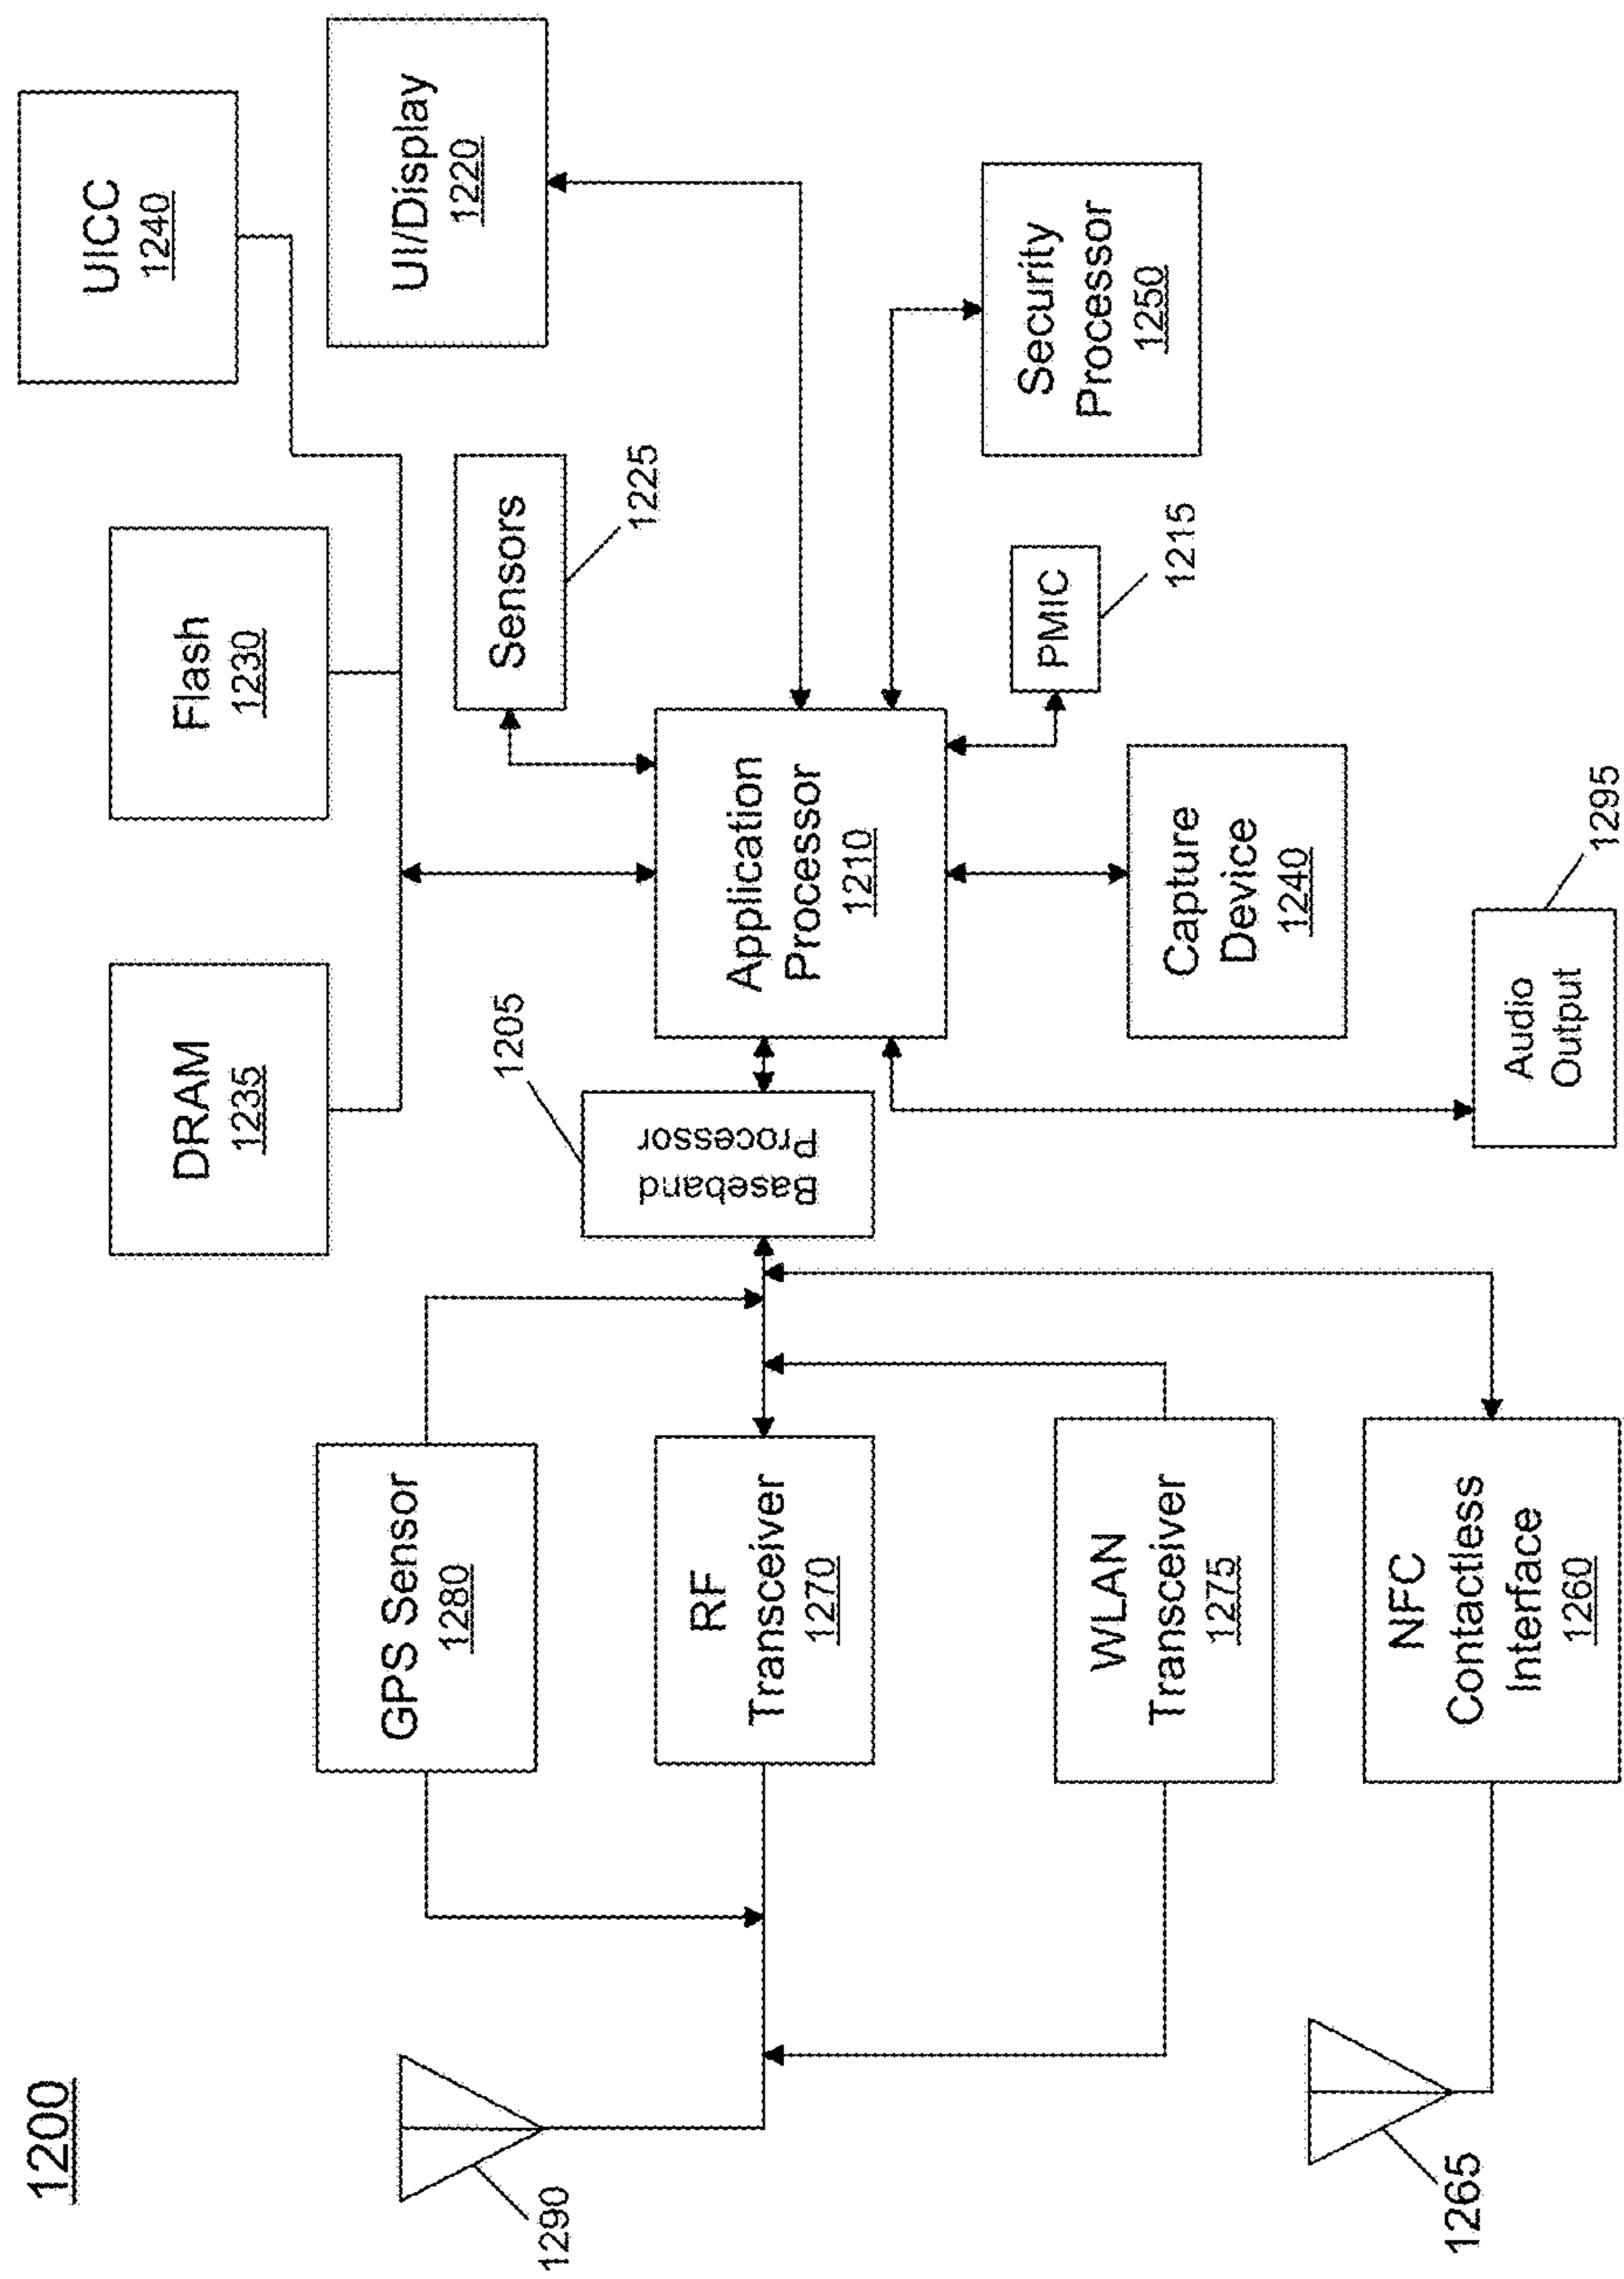 1200
UICC
1240
UI/Display
1220
Flash
1230
DRAM
1235
Sensors
1225
Security
Processor
1250
PMIC
1215
Application
Processor
1210
Capture
Device
1240
Audio
Output
1295
1205
Baseband
Processor
GPS Sensor
1280
RF
Transceiver
1270
WLAN
Transceiver
1275
NFC
Contactless
Interface
1260
1290
1265